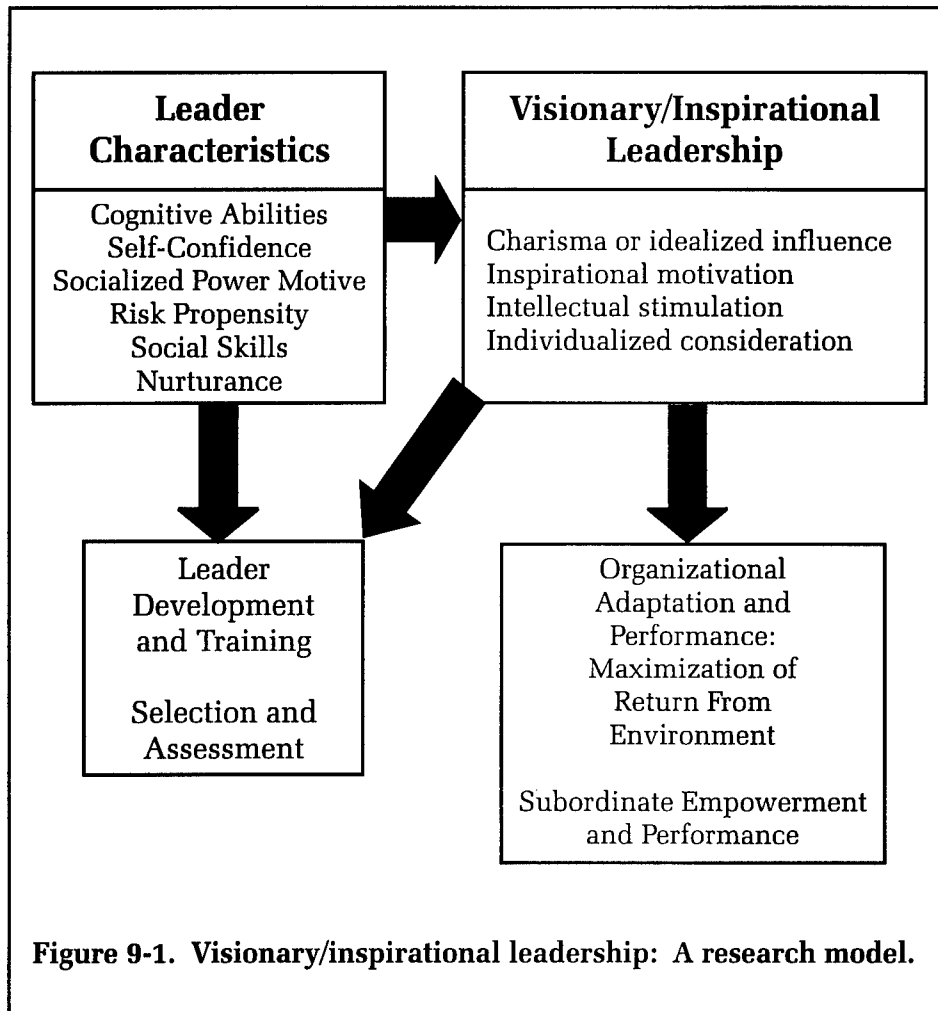 Leader
Characteristics
Cognitive Abilities
Self-Confidence
Socialized Power Motive
Risk Propensity
Social Skills
Nurturance
Visionary/Inspirational
Leadership
Charisma or idealized influence
Inspirational motivation
Intellectual stimulation
Individualized consideration
Leader
Development
and Training
Selection and
Assessment
Organizational
Adaptation and
Performance:
Maximization of
Return From
Environment
Subordinate Empowerment
and Performance
Figure 9-1. Visionary/inspirational leadership: A research model.